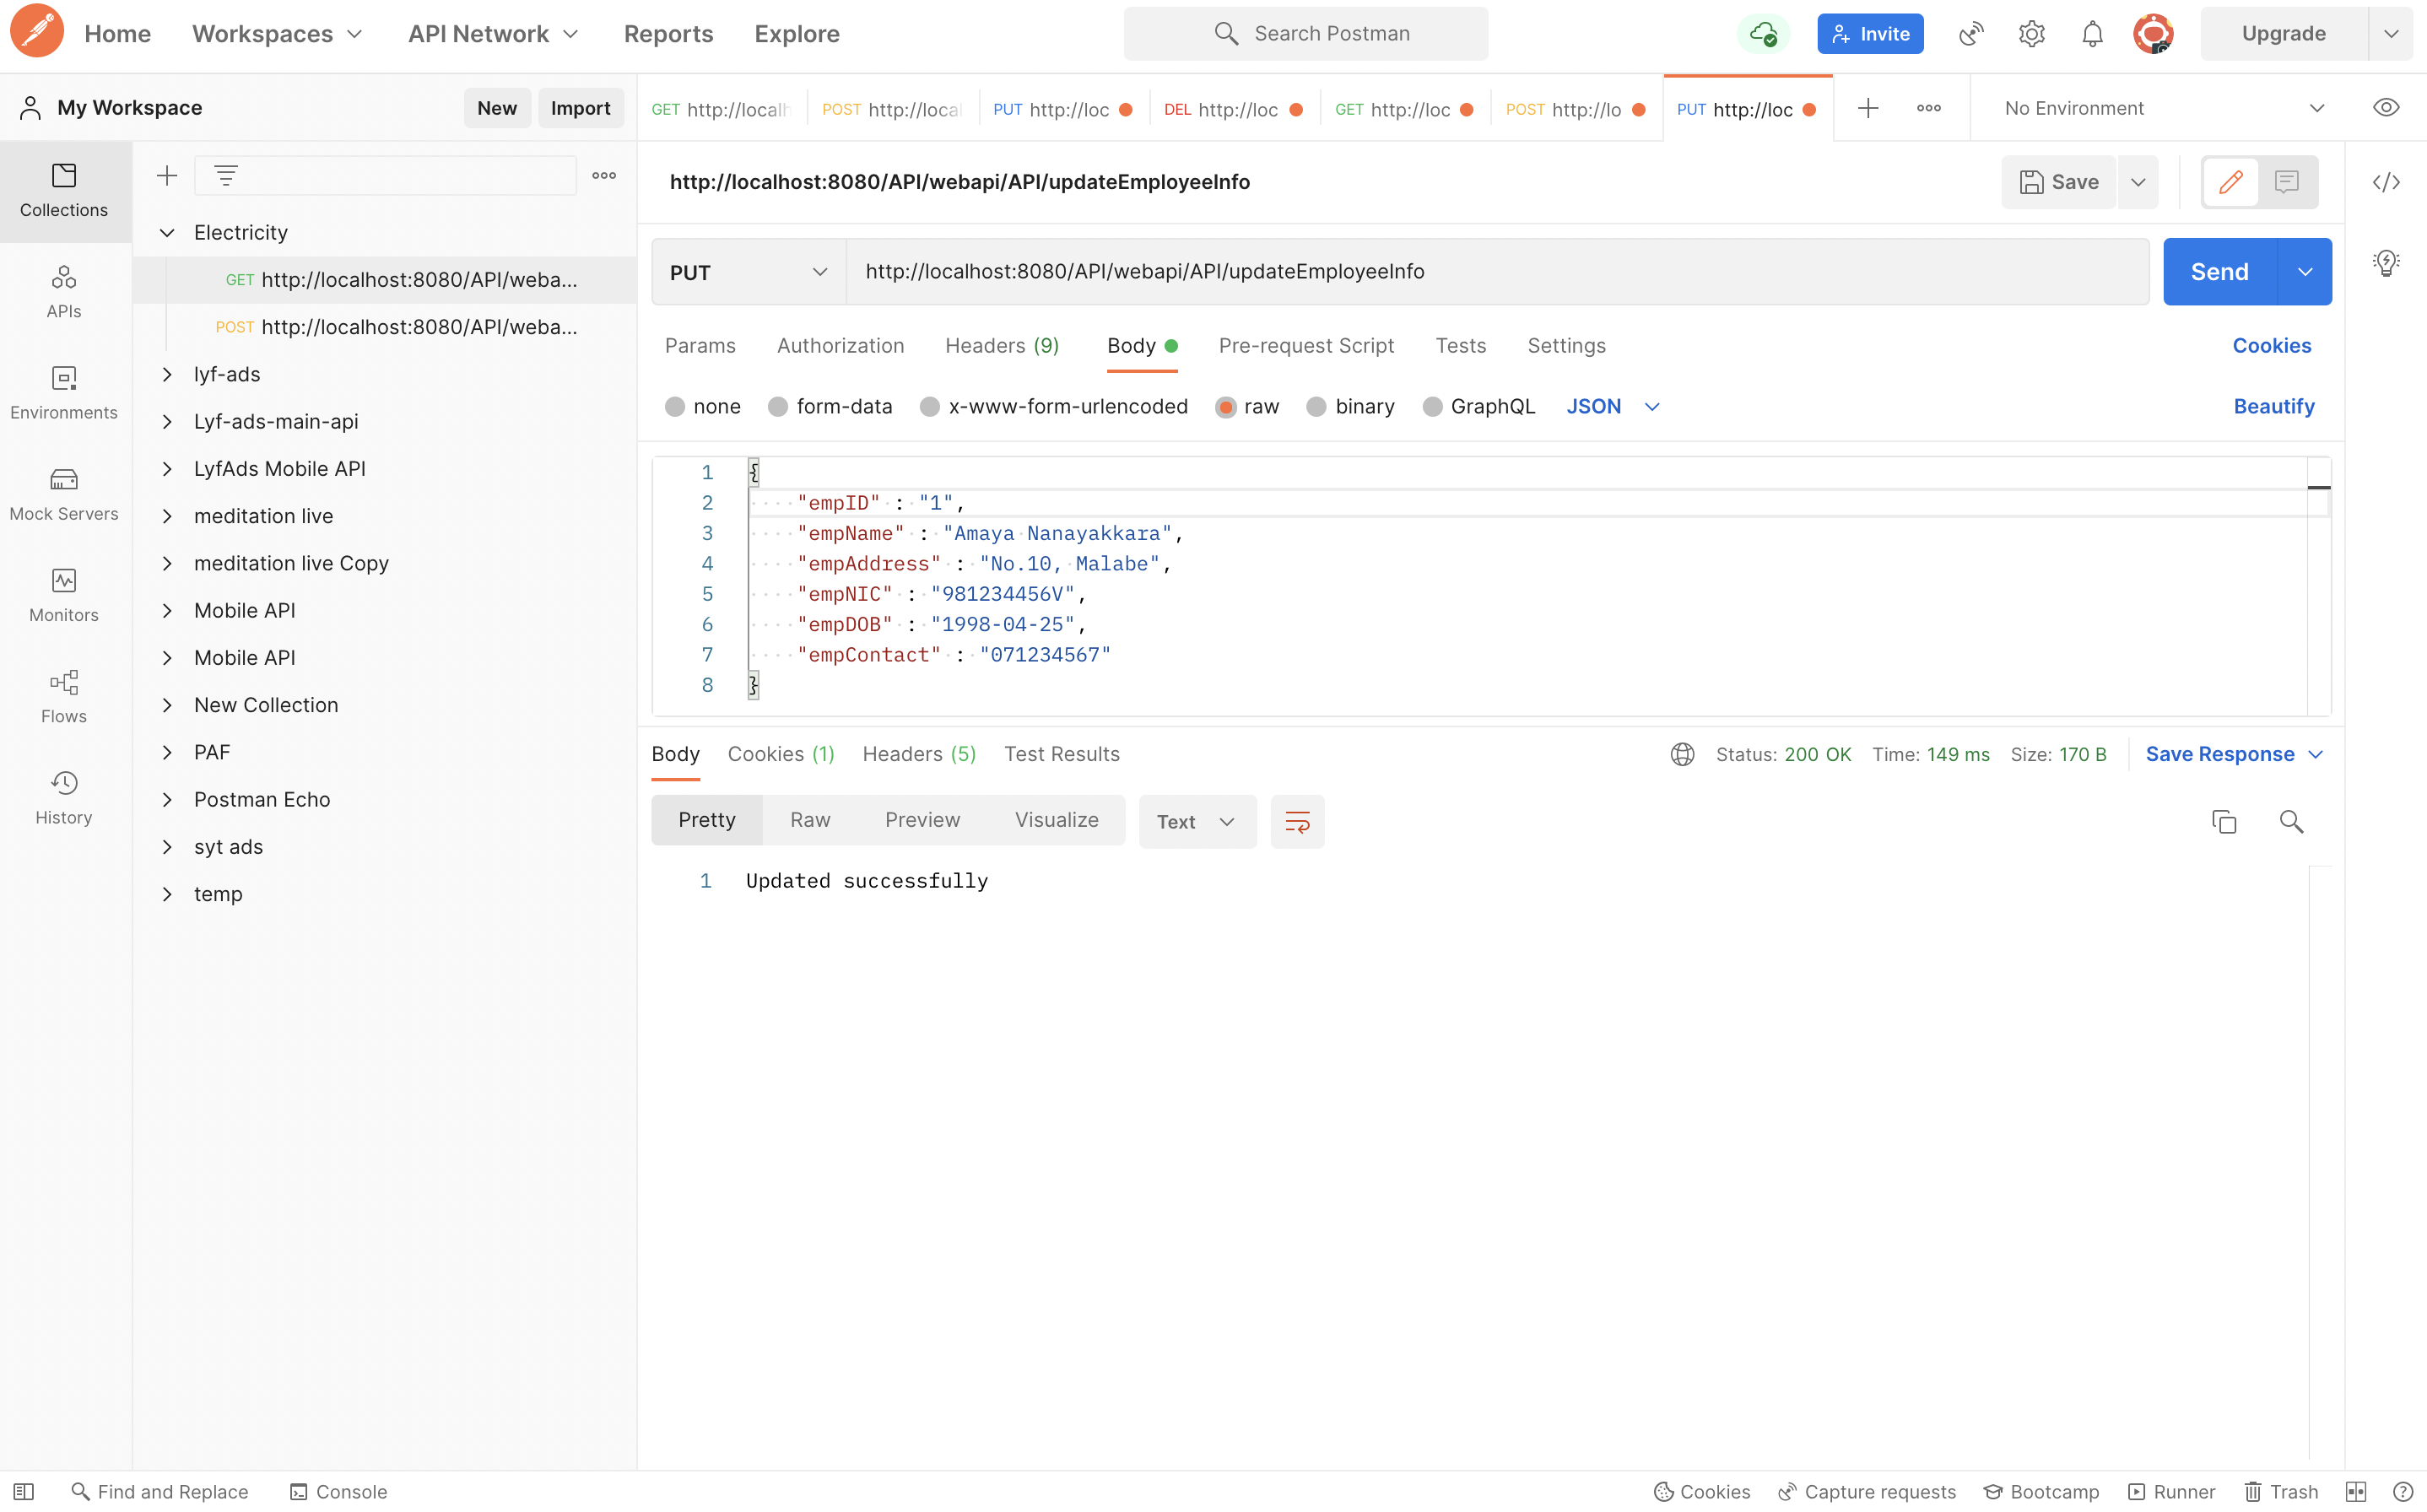 Home Workspaces API Network Reports Explore Search Postman Invite Upgrade
My Workspace New Import
GET http://localh POST http://local PUT http://loc DEL http://loc GET http://loc POST http://lo PUT http://loc No Environment
Collections
APIs
Environments
Mock Servers
Monitors
Flows
History
Electricity
GET http://localhost:8080/API/weba...
POST http://localhost:8080/API/weba...
lyf-ads
Lyf-ads-main-api
LyfAds Mobile API
meditation live
meditation live Copy
Mobile API
Mobile API
New Collection
PAF
Postman Echo
syt ads
temp
http://localhost:8080/API/webapi/API/updateEmployeeInfo Save
PUT http://localhost:8080/API/webapi/API/updateEmployeeInfo Send
Params Authorization Headers (9) Body Pre-request Script Tests Settings Cookies
none form-data x-www-form-urlencoded raw binary GraphQL JSON Beautify
1 {
2 "empID" : "1",
3 "empName" : "Amaya Nanayakkara",
4 "empAddress" : "No.10, Malabe",
5 "empNIC" : "981234456V",
6 "empDOB" : "1998-04-25",
7 "empContact" : "071234567"
8 }
Body Cookies (1) Headers (5) Test Results Status: 200 OK Time: 149 ms Size: 170 B Save Response
Pretty Raw Preview Visualize Text
1 Updated successfully
Find and Replace Console Cookies Capture requests Bootcamp Runner Trash